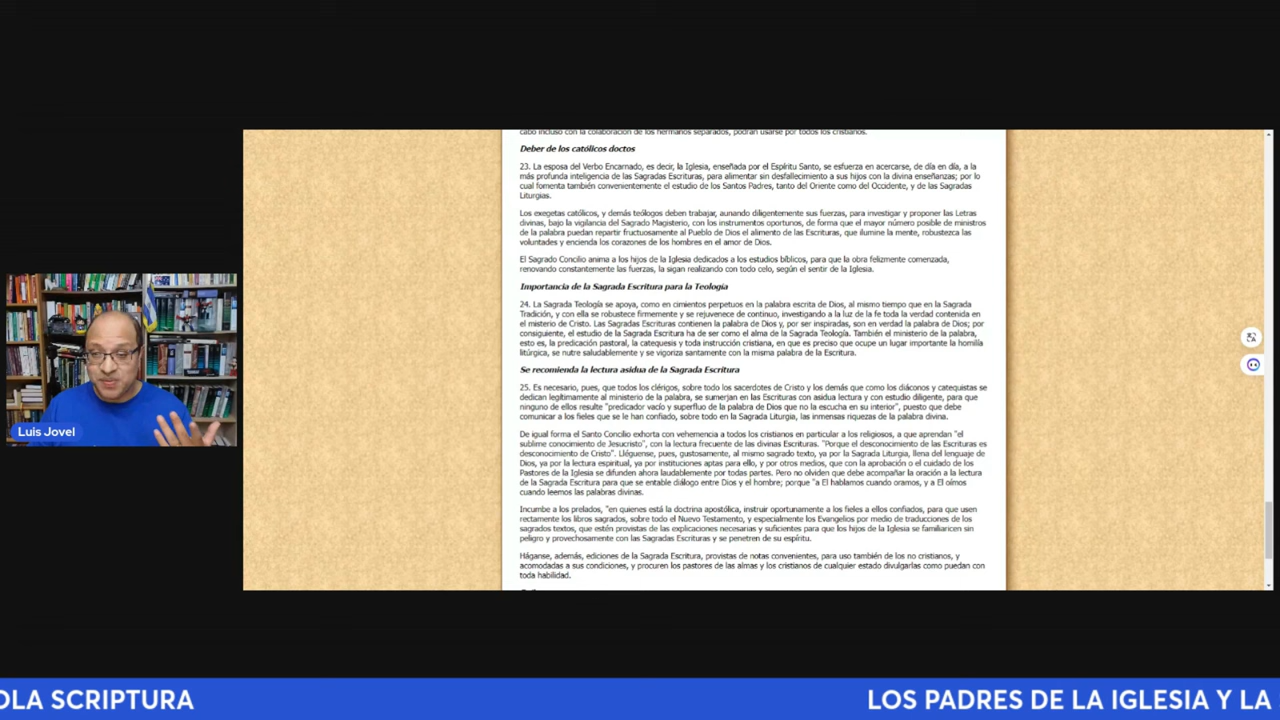 cabo incluso con la colaboración de los hermanos separados, podrán usarse por todos los cristianos.
Deber de los católicos doctos
23. La esposa del Verbo Encarnado, es decir, la Iglesia, enseñada por el Espíritu Santo, se esfuerza en acercarse, de día en día, a la
más profunda inteligencia de las Sagradas Escrituras, para alimentar sin desfallecimiento a sus hijos con la divina enseñanzas; por lo
cual fomenta también convenientemente el estudio de los Santos Padres, tanto del Oriente como del Occidente, y de las Sagradas
Liturgias.
Los exegetas católicos, y demás teólogos deben trabajar, aunando diligentemente sus fuerzas, para investigar y proponer las Letras
divinas, bajo la vigilancia del Sagrado Magisterio, con los instrumentos oportunos, de forma que el mayor número posible de ministros
de la palabra puedan repartir fructuosamente al Pueblo de Dios el alimento de las Escrituras, que ilumine la mente, robustezca las
voluntades y encienda los corazones de los hombres en el amor de Dios.
El Sagrado Concilio anima a los hijos de la Iglesia dedicados a los estudios bíblicos, para que la obra felizmente comenzada,
renovando constantemente las fuerzas, la sigan realizando con todo celo, según el sentir de la Iglesia.
Importancia de la Sagrada Escritura para la Teología
24. La Sagrada Teología se apoya, como en cimientos perpetuos en la palabra escrita de Dios, al mismo tiempo que en la Sagrada
Tradición, y con ella se robustece firmemente y se rejuvenece de continuo, investigando a la luz de la fe toda la verdad contenida en
el misterio de Cristo. Las Sagradas Escrituras contienen la palabra de Dios y, por ser inspiradas, son en verdad la palabra de Dios; por
consiguiente, el estudio de la Sagrada Escritura ha de ser como el alma de la Sagrada Teología. También el ministerio de la palabra,
esto es, la predicación pastoral, la catequesis y toda instrucción cristiana, en que es preciso que ocupe un lugar importante la homilía
litúrgica, se nutre saludablemente y se vigoriza santamente con la misma palabra de la Escritura.
Se recomienda la lectura asidua de la Sagrada Escritura
25. Es necesario, pues, que todos los clérigos, sobre todo los sacerdotes de Cristo y los demás que como los diáconos y catequistas se
dedican legítimamente al ministerio de la palabra, se sumerjan en las Escrituras con asidua lectura y con estudio diligente, para que
ninguno de ellos resulte "predicador vacío y superfluo de la palabra de Dios que no la escucha en su interior", puesto que debe
comunicar a los fieles que se le han confiado, sobre todo en la Sagrada Liturgia, las inmensas riquezas de la palabra divina.
De igual forma el Santo Concilio exhorta con vehemencia a todos los cristianos en particular a los religiosos, a que aprendan "el
sublime conocimiento de Jesucristo", con la lectura frecuente de las divinas Escrituras. "Porque el desconocimiento de las Escrituras es
desconocimiento de Cristo". Lléguense, pues, gustosamente, al mismo sagrado texto, ya por la Sagrada Liturgia, llena del lenguaje de
Dios, ya por la lectura espiritual, ya por instituciones aptas para ello, y por otros medios, que con la aprobación o el cuidado de los
Pastores de la Iglesia se difunden ahora laudablemente por todas partes. Pero no olviden que debe acompañar la oración a la lectura
de la Sagrada Escritura para que se entable diálogo entre Dios y el hombre; porque "a El hablamos cuando oramos, y a El oímos
cuando leemos las palabras divinas.
Incumbe a los prelados, "en quienes está la doctrina apostólica, instruir oportunamente a los fieles a ellos confiados, para que usen
rectamente los libros sagrados, sobre todo el Nuevo Testamento, y especialmente los Evangelios por medio de traducciones de los
sagrados textos, que estén provistas de las explicaciones necesarias y suficientes para que los hijos de la Iglesia se familiaricen sin
peligro y provechosamente con las Sagradas Escrituras y se penetren de su espíritu.
Háganse, además, ediciones de la Sagrada Escritura, provistas de notas convenientes, para uso también de los no cristianos, y
acomodadas a sus condiciones, y procuren los pastores de las almas y los cristianos de cualquier estado divulgarlas como puedan con
toda habilidad.
Luis Jovel
OLA SCRIPTURA
LOS PADRES DE LA IGLESIA Y LA